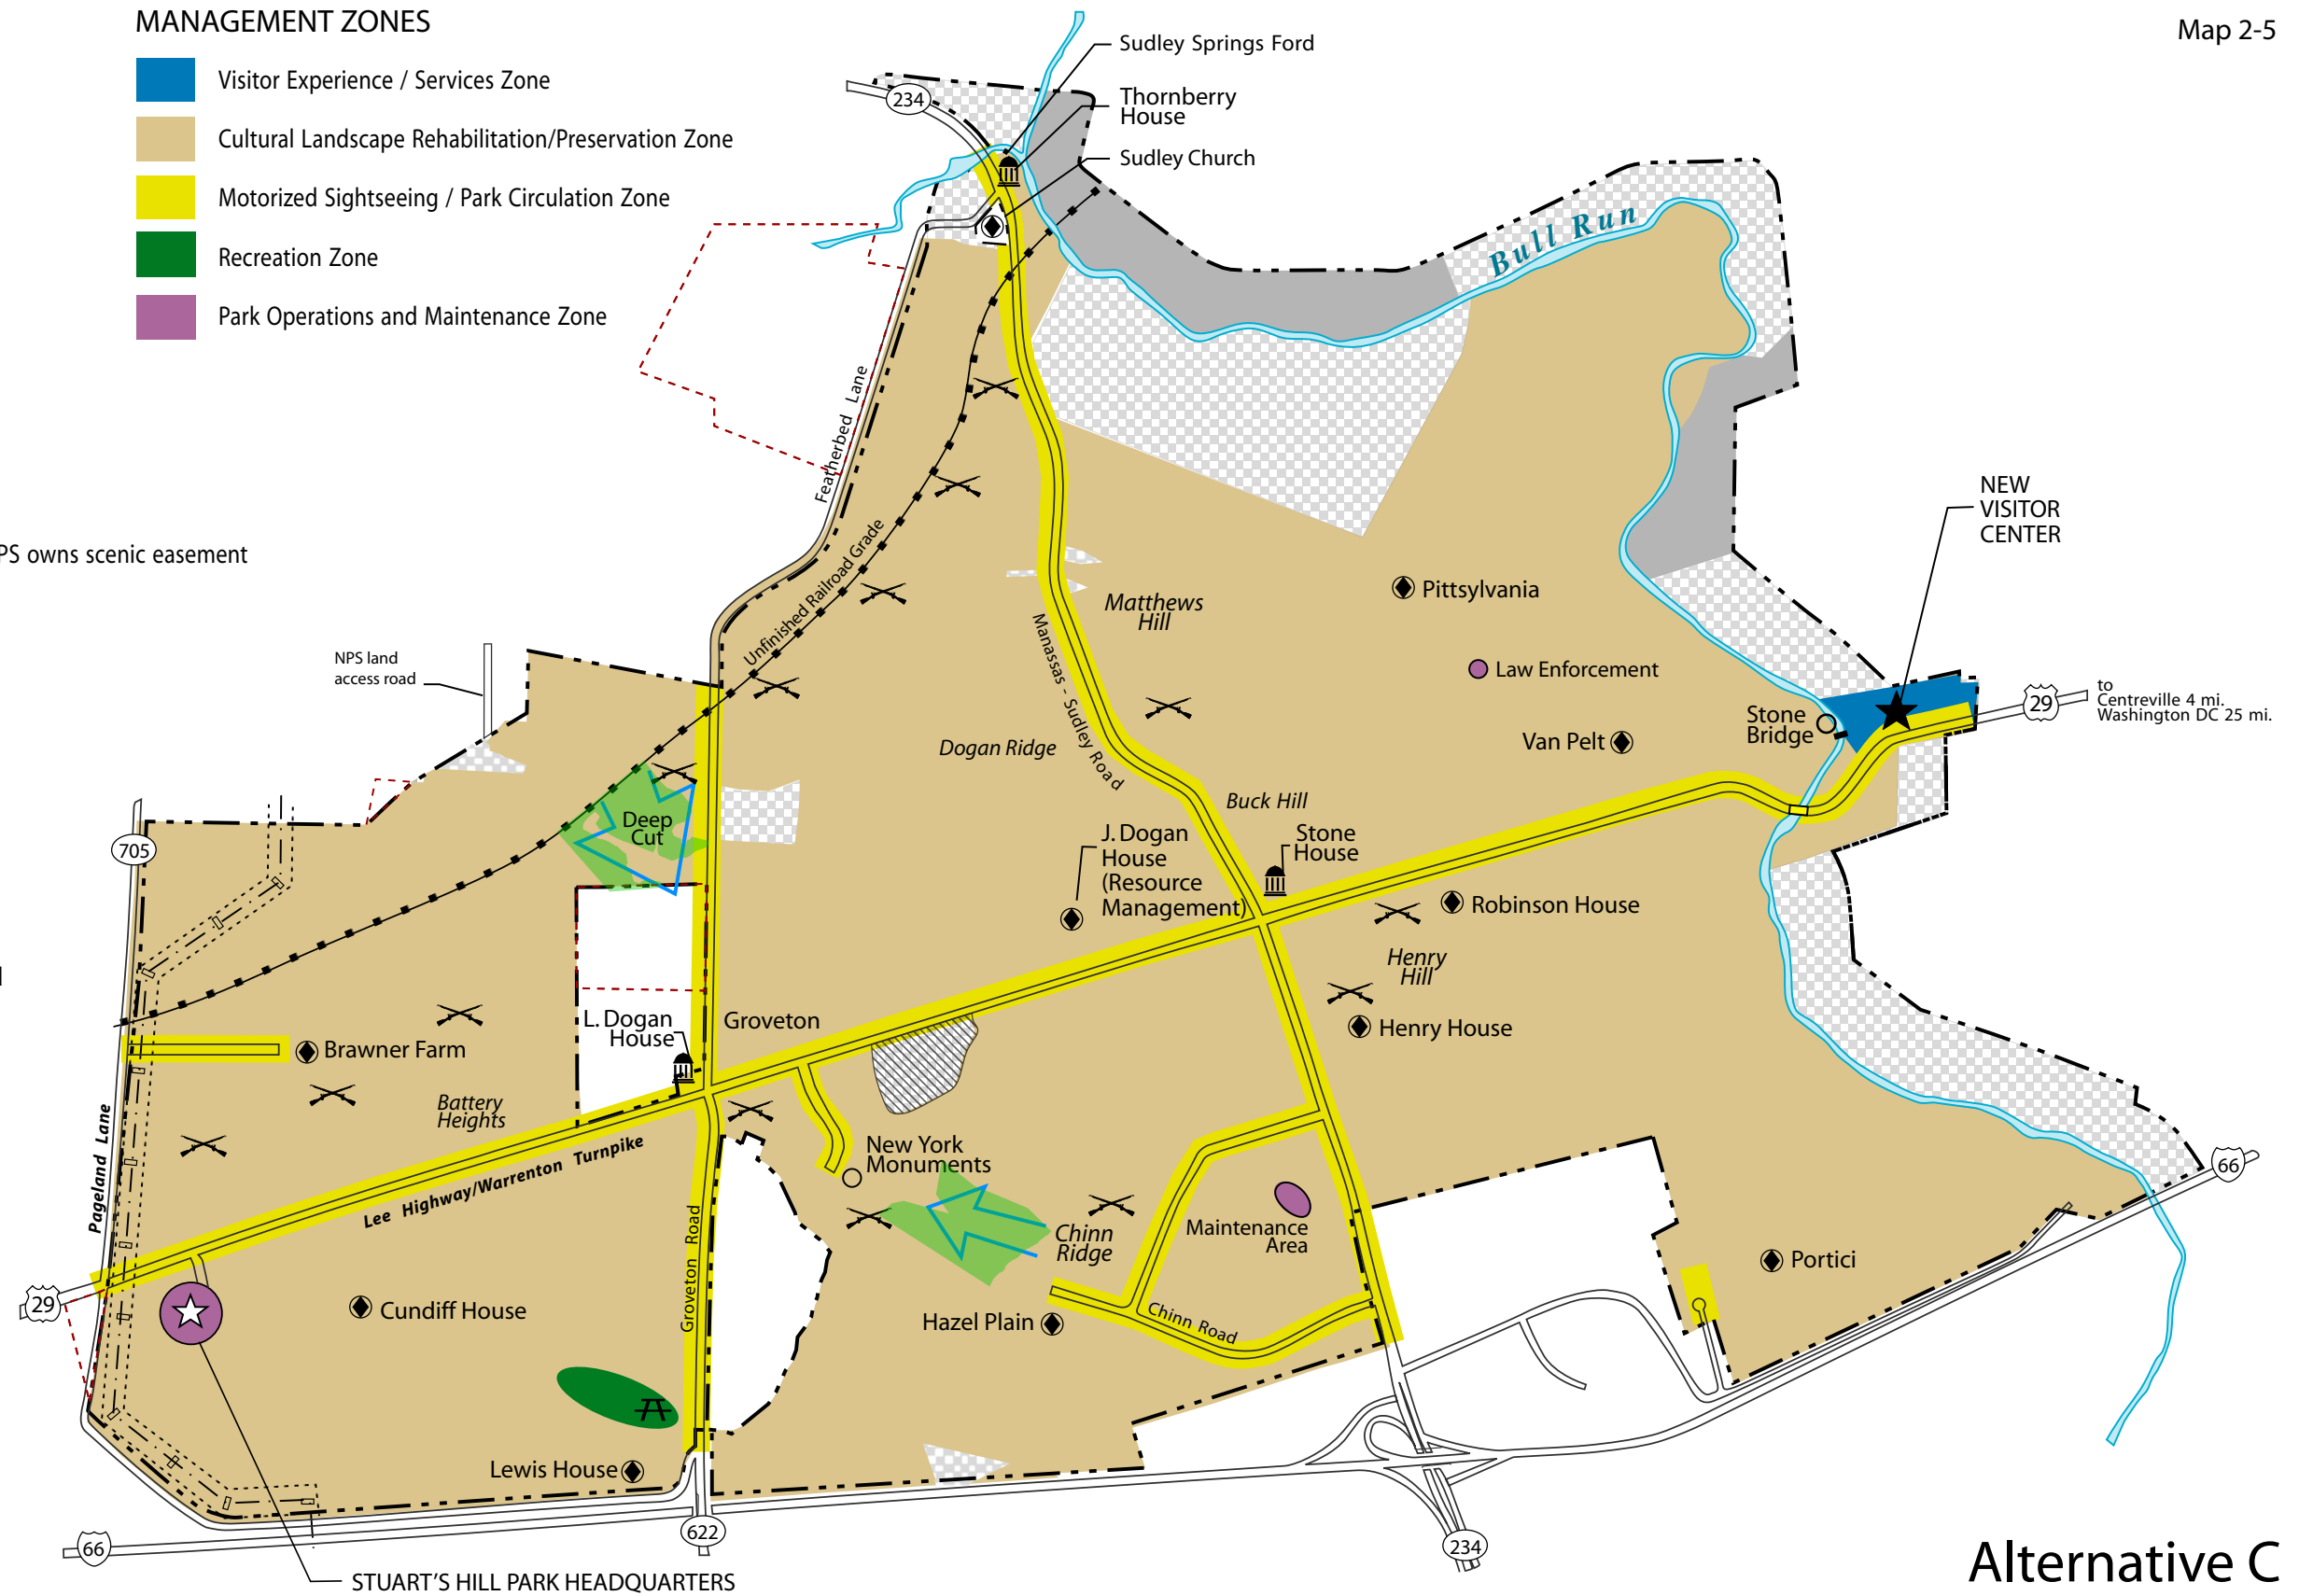 MANAGEMENT ZONES
Visitor Experience / Services Zone
Cultural Landscape Rehabilitation/Preservation Zone
Motorized Sightseeing / Park Circulation Zone
Recreation Zone
Park Operations and Maintenance Zone
Map 2-5
Sudley Springs Ford
Thornberry
House
Sudley Church
234
Bull Run
NEW
VISITOR
CENTER
Featherbed Lane
PS owns scenic easement
Unfinished Railroad Grade
NPS land
access road
Matthews
Hill
Manassas - Sudley Road
Pittsylvania
Law Enforcement
Stone
Bridge
29
to
Centreville 4 mi.
Washington DC 25 mi.
Van Pelt
Dogan Ridge
Buck Hill
Deep
Cut
J. Dogan
House
(Resource
Management)
Stone
House
705
Robinson House
Henry
Hill
L. Dogan
House
Groveton
Henry House
Brawner Farm
Battery
Heights
Pageland Lane
Lee Highway/Warrenton Turnpike
New York
Monuments
Groveton Road
Chinn
Ridge
Maintenance
Area
66
Portici
29
Cundiff House
Hazel Plain
Chinn Road
Lewis House
622
66
234
STUART'S HILL PARK HEADQUARTERS
Alternative C